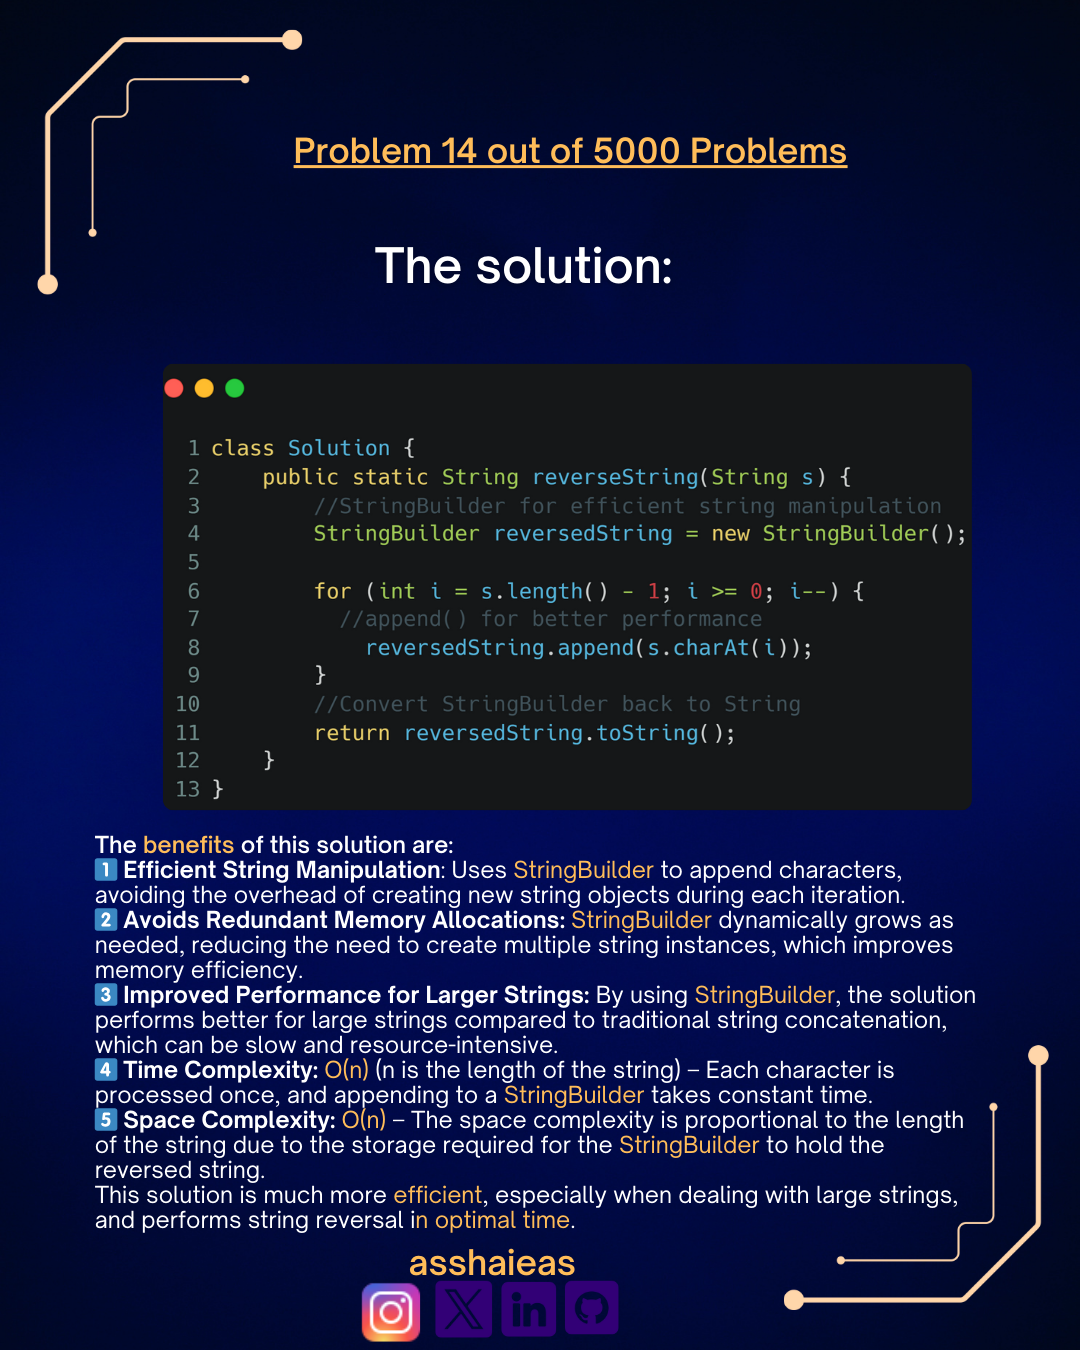 Problem 14 out of 5000 Problems
The solution:
1 class Solution {
2     public static String reverseString(String s) {
3         //StringBuilder for efficient string manipulation
4         StringBuilder reversedString = new StringBuilder();
5
6         for (int i = s.length() - 1; i >= 0; i--) {
7           //append() for better performance
8             reversedString.append(s.charAt(i));
9         }
10         //Convert StringBuilder back to String
11         return reversedString.toString();
12     }
13 }
The benefits of this solution are:
1️⃣ Efficient String Manipulation: Uses StringBuilder to append characters,
avoiding the overhead of creating new string objects during each iteration.
2️⃣ Avoids Redundant Memory Allocations: StringBuilder dynamically grows as
needed, reducing the need to create multiple string instances, which improves
memory efficiency.
3️⃣ Improved Performance for Larger Strings: By using StringBuilder, the solution
performs better for large strings compared to traditional string concatenation,
which can be slow and resource-intensive.
4️⃣ Time Complexity: O(n) (n is the length of the string) – Each character is
processed once, and appending to a StringBuilder takes constant time.
5️⃣ Space Complexity: O(n) – The space complexity is proportional to the length
of the string due to the storage required for the StringBuilder to hold the
reversed string.
This solution is much more efficient, especially when dealing with large strings,
and performs string reversal in optimal time.
asshaieas
X in